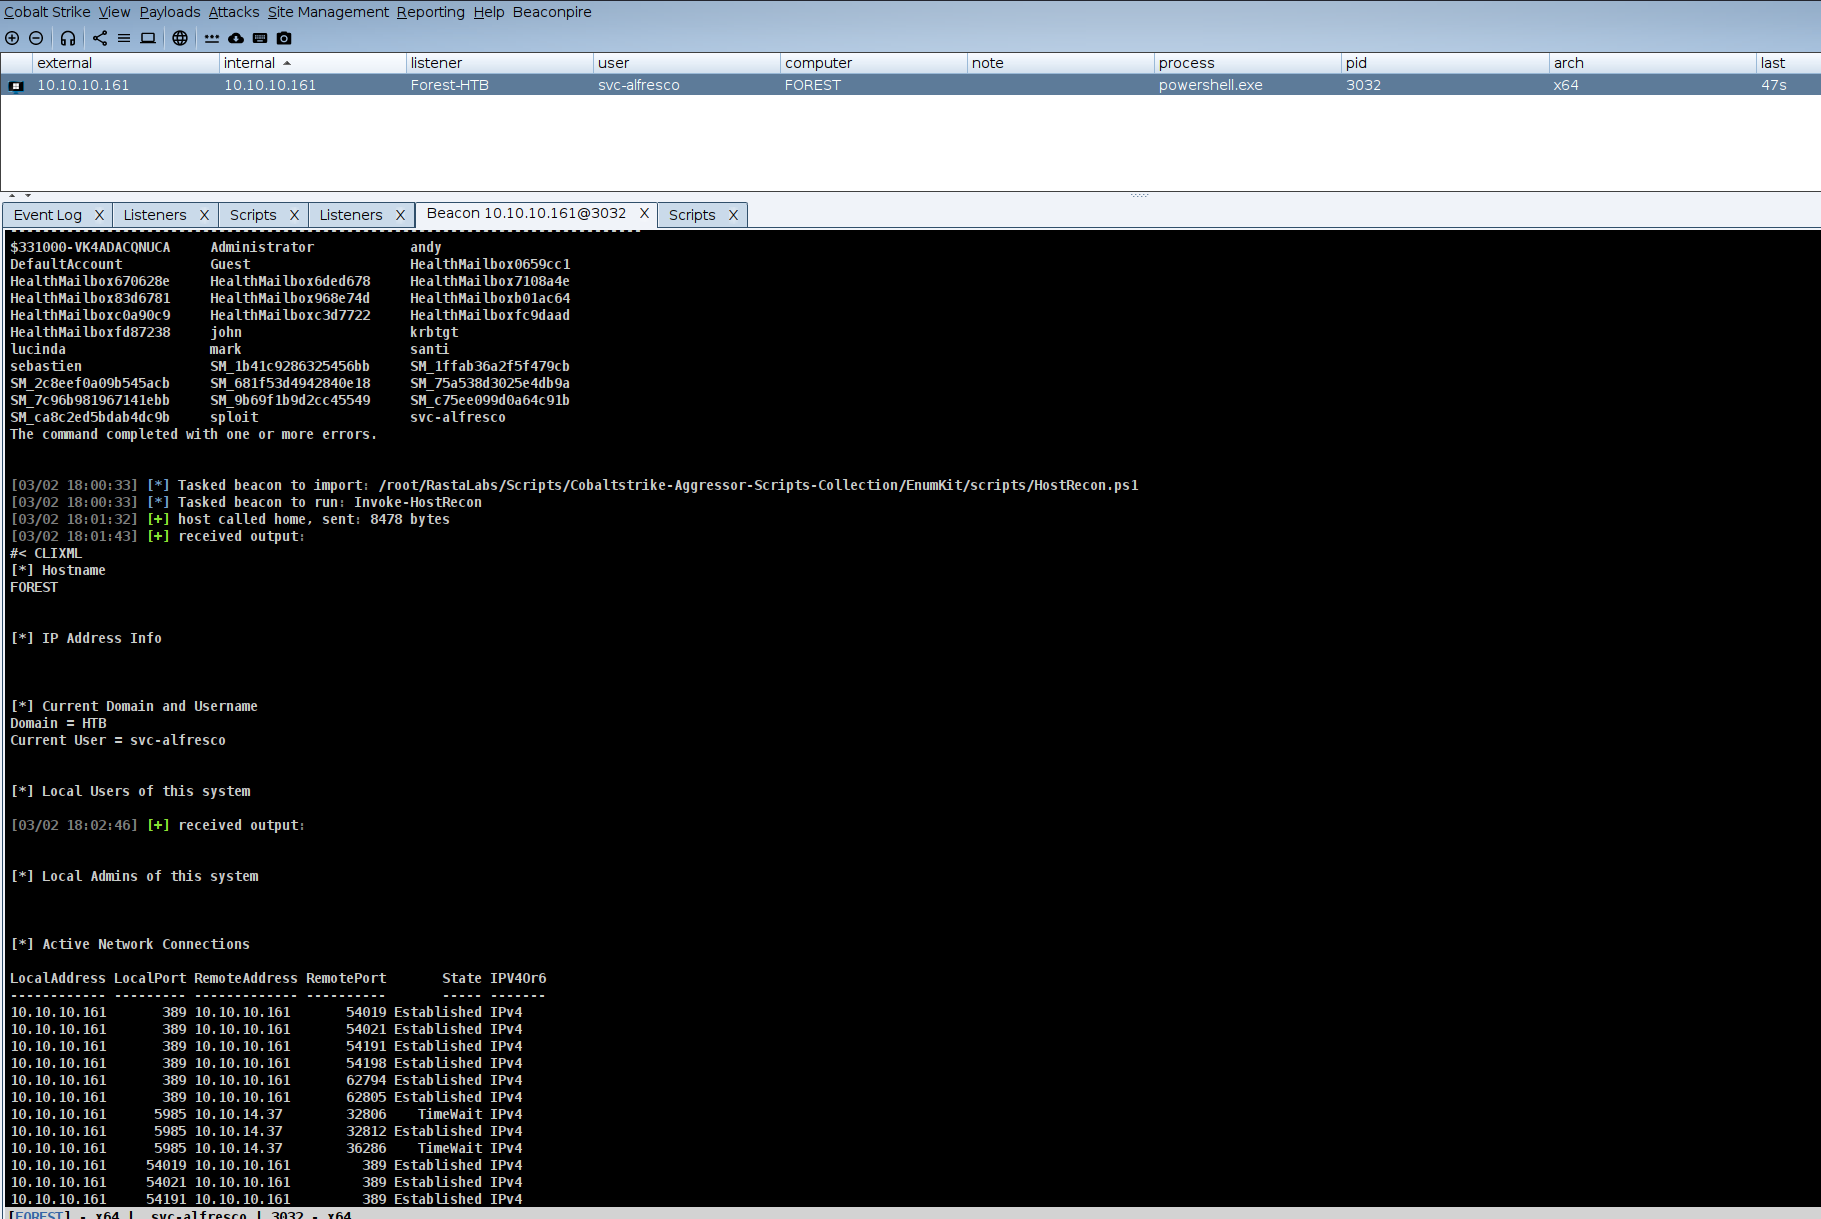 Cobalt Strike View Payloads Attacks Site Management Reporting Help Beaconpire
external internal listener user computer note process pid arch last
10.10.10.161 10.10.10.161 Forest-HTB svc-alfresco FOREST powershell.exe 3032 x64 47s
Event Log X Listeners X Scripts X Listeners X Beacon 10.10.10.161@3032 X Scripts X
$331000-VK4ADACQNUCA Administrator andy
DefaultAccount Guest HealthMailbox0659cc1
HealthMailbox670628e HealthMailbox6ded678 HealthMailbox7108a4e
HealthMailbox83d6781 HealthMailbox968e74d HealthMailboxb01ac64
HealthMailboxc0a90c9 HealthMailboxc3d7722 HealthMailboxfc9daad
HealthMailboxfd87238 john krbtgt
lucinda mark santi
sebastien SM_1b41c9286325456bb SM_1ffab36a2f5f479cb
SM_2c8eef0a09b545acb SM_681f53d4942840e18 SM_75a538d3025e4db9a
SM_7c96b981967141ebb SM_9b69f1b9d2cc45549 SM_c75ee099d0a64c91b
SM_ca8c2ed5bdab4dc9b sploit svc-alfresco
The command completed with one or more errors.
[03/02 18:00:33] [*] Tasked beacon to import: /root/RastaLabs/Scripts/Cobaltstrike-Aggressor-Scripts-Collection/EnumKit/scripts/HostRecon.ps1
[03/02 18:00:33] [*] Tasked beacon to run: Invoke-HostRecon
[03/02 18:01:32] [+] host called home, sent: 8478 bytes
[03/02 18:01:43] [+] received output:
#< CLIXML
[*] Hostname
FOREST
[*] IP Address Info
[*] Current Domain and Username
Domain = HTB
Current User = svc-alfresco
[*] Local Users of this system
[03/02 18:02:46] [+] received output:
[*] Local Admins of this system
[*] Active Network Connections
LocalAddress LocalPort RemoteAddress RemotePort State IPV4Or6
------------ --------- ------------- ---------- ----- -------
10.10.10.161 389 10.10.10.161 54019 Established IPv4
10.10.10.161 389 10.10.10.161 54021 Established IPv4
10.10.10.161 389 10.10.10.161 54191 Established IPv4
10.10.10.161 389 10.10.10.161 54198 Established IPv4
10.10.10.161 389 10.10.10.161 62794 Established IPv4
10.10.10.161 389 10.10.10.161 62805 Established IPv4
10.10.10.161 5985 10.10.14.37 32806 TimeWait IPv4
10.10.10.161 5985 10.10.14.37 32812 Established IPv4
10.10.10.161 5985 10.10.14.37 36286 TimeWait IPv4
10.10.10.161 54019 10.10.10.161 389 Established IPv4
10.10.10.161 54021 10.10.10.161 389 Established IPv4
10.10.10.161 54191 10.10.10.161 389 Established IPv4
[FOREST] - x64 | svc-alfresco | 3032 - x64